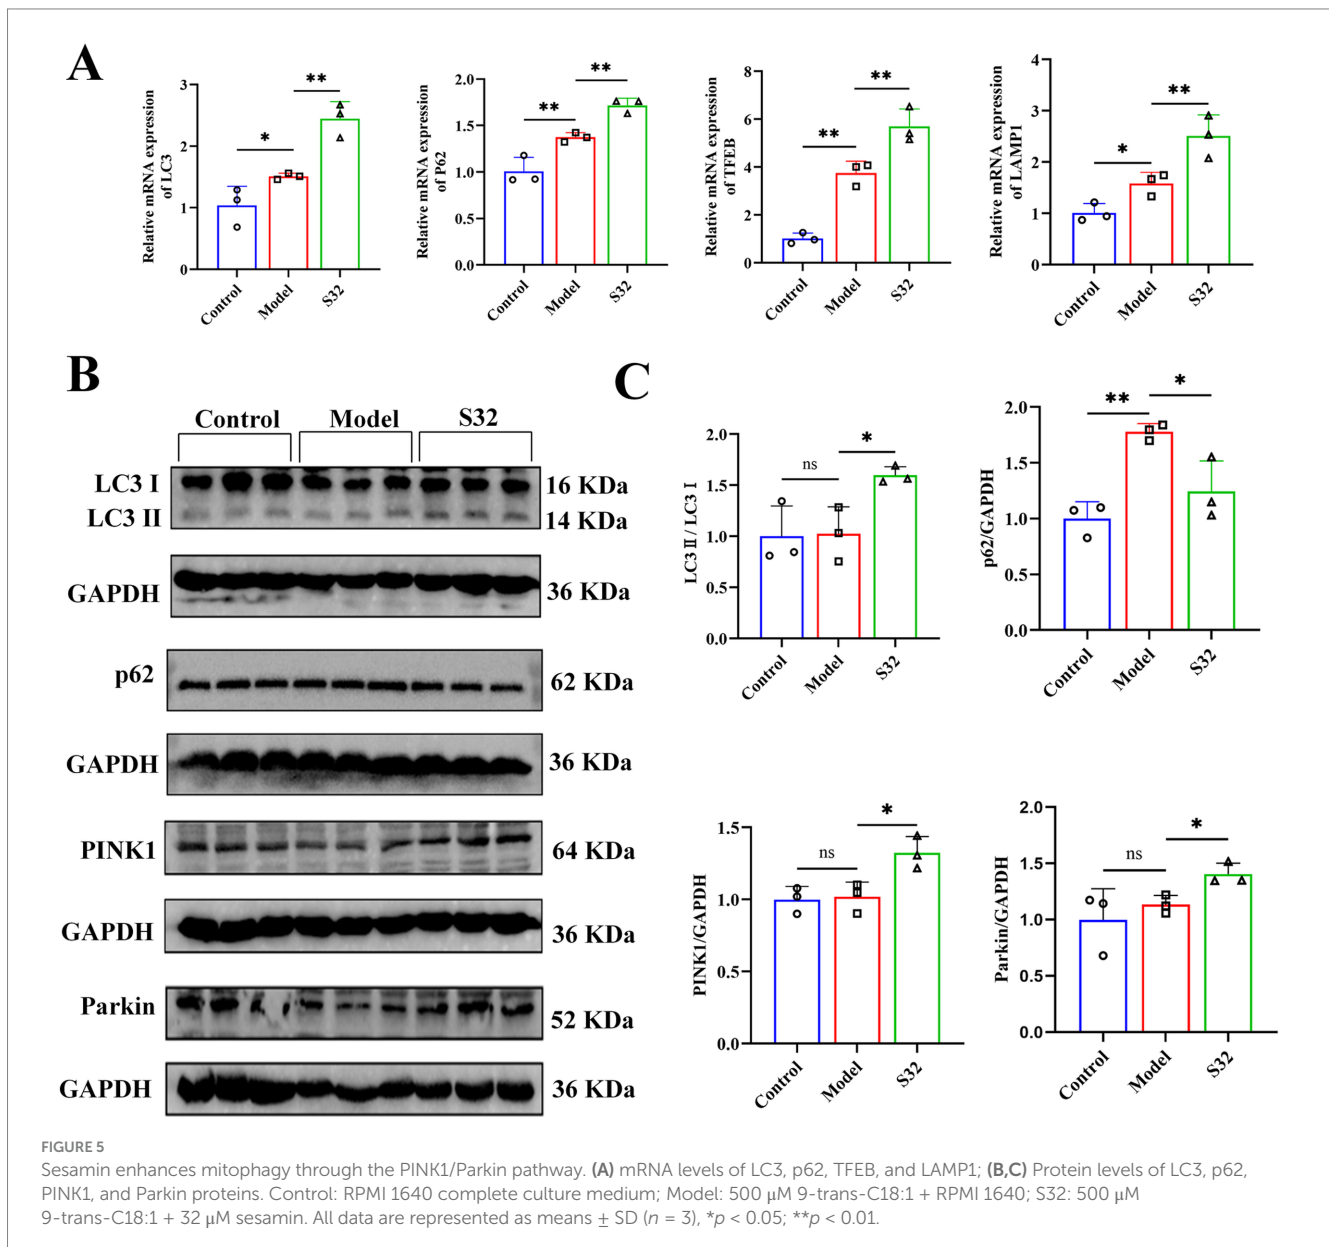 A
Relative mRNA expression
of LC3
3
2
1
0
*
**
Control
Model
S32
Relative mRNA expression
of P62
2.0
1.5
1.0
0.5
0.0
**
**
Control
Model
S32
Relative mRNA expression
of TFEB
8
6
4
2
0
**
**
Control
Model
S32
Relative mRNA expression
of LAMP1
4
3
2
1
0
*
**
Control
Model
S32
B
Control Model S32
LC3 I 16 KDa
LC3 II 14 KDa
GAPDH 36 KDa
p62 62 KDa
GAPDH 36 KDa
PINK1 64 KDa
GAPDH 36 KDa
Parkin 52 KDa
GAPDH 36 KDa
C
LC3 II / LC3 I
2.0
1.5
1.0
0.5
0.0
ns
*
Control
Model
S32
p62/GAPDH
2.0
1.5
1.0
0.5
0.0
**
*
Control
Model
S32
PINK1/GAPDH
1.5
1.0
0.5
0.0
ns
*
Control
Model
S32
Parkin/GAPDH
2.0
1.5
1.0
0.5
0.0
ns
*
Control
Model
S32
FIGURE 5
Sesamin enhances mitophagy through the PINK1/Parkin pathway. (A) mRNA levels of LC3, p62, TFEB, and LAMP1; (B,C) Protein levels of LC3, p62,
PINK1, and Parkin proteins. Control: RPMI 1640 complete culture medium; Model: 500 μM 9-trans-C18:1 + RPMI 1640; S32: 500 μM
9-trans-C18:1 + 32 μM sesamin. All data are represented as means ± SD (n = 3), *p < 0.05; **p < 0.01.